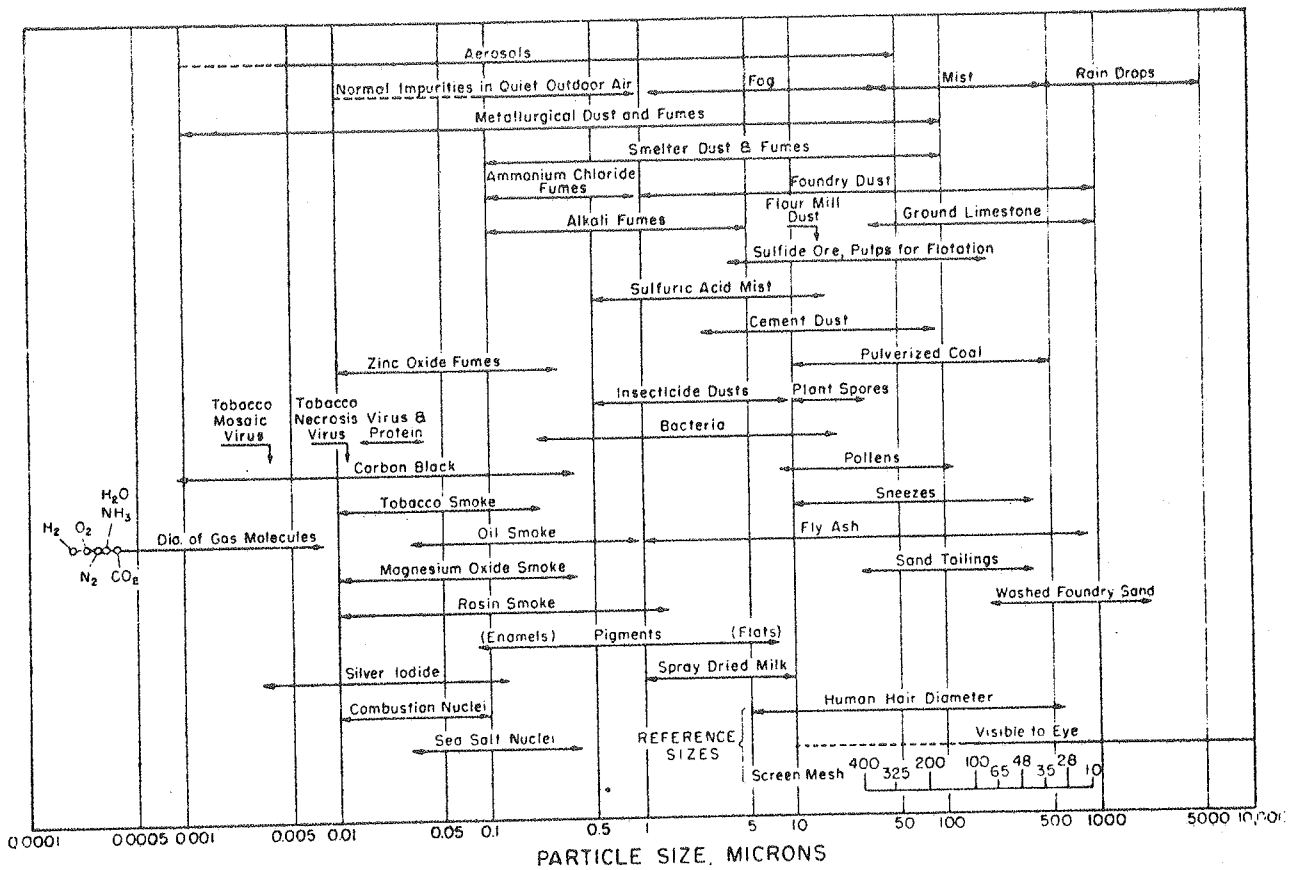 Aerosols
Normal Impurities in Quiet Outdoor Air
Fog
Mist
Rain Drops
Metallurgical Dust and Fumes
Smelter Dust & Fumes
Ammonium Chloride
Fumes
Foundry Dust
Alkali Fumes
Flour Mill
Dust
Ground Limestone
Sulfide Ore, Pulps for Flotation
Sulfuric Acid Mist
Cement Dust
Zinc Oxide Fumes
Pulverized Coal
Insecticide Dusts
Plant Spores
Tobacco
Mosaic
Virus
Tobacco
Necrosis
Virus
Virus &
Protein
Bacteria
Carbon Black
Pollens
Tobacco Smoke
Sneezes
H2
O2
H2O
NH3
N2
CO2
Dia. of Gas Molecules
Oil Smoke
Fly Ash
Magnesium Oxide Smoke
Sand Tailings
Rosin Smoke
Washed Foundry Sand
(Enamels) Pigments (Flats)
Silver Iodide
Spray Dried Milk
Combustion Nuclei
Human Hair Diameter
Sea Salt Nuclei
REFERENCE
SIZES
Visible to Eye
Screen Mesh
400 200 100 48 28
325 65 35 10
0.0001 0.0005 0.001 0.005 0.01 0.05 0.1 0.5 1 5 10 50 100 500 1000 5000 10,000
PARTICLE SIZE, MICRONS